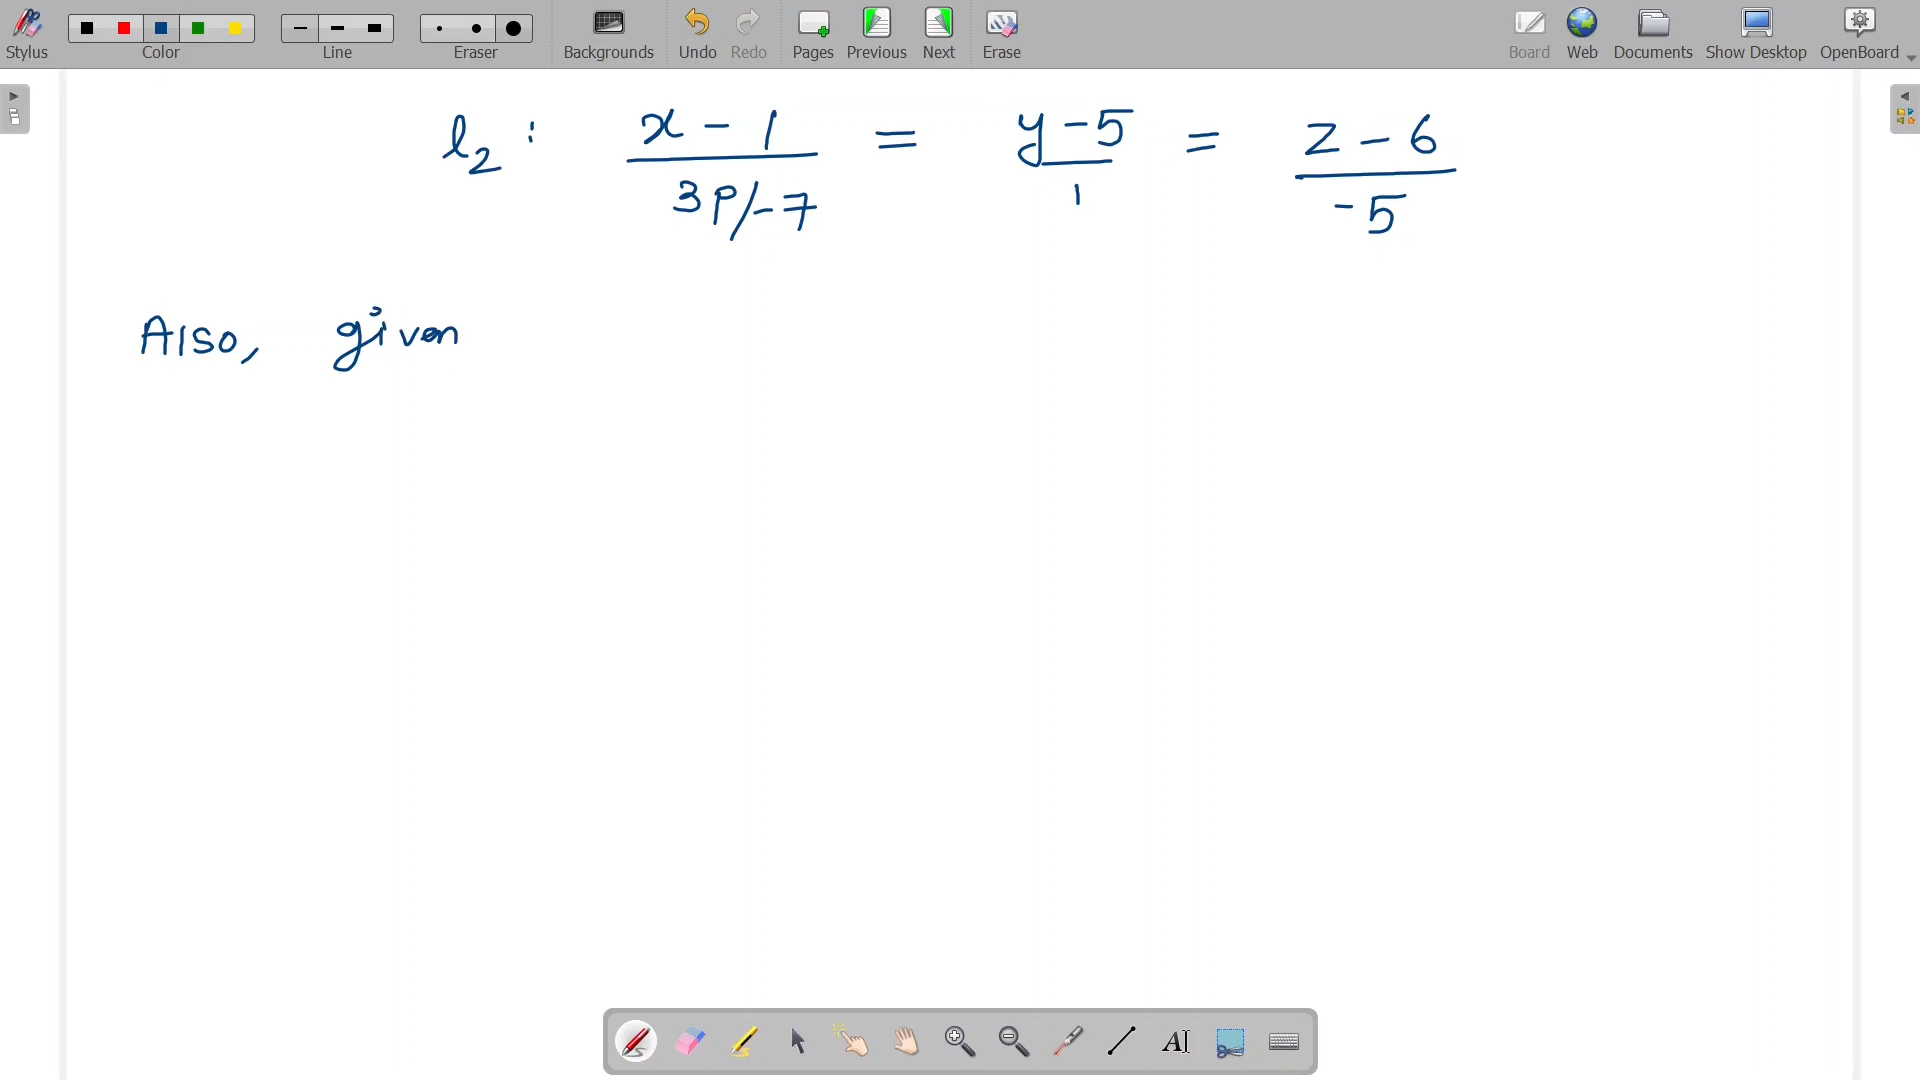 Stylus Color Line Eraser Backgrounds Undo Redo Pages Previous Next Erase Board Web Documents Show Desktop OpenBoard
l₂ : (x - 1)/(3p/-7) = (y - 5)/1 = (z - 6)/(-5)
Also, given
AI